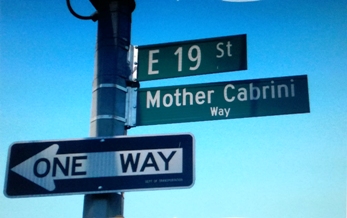 E 19 ST
Mother Cabrini
Way
ONE WAY